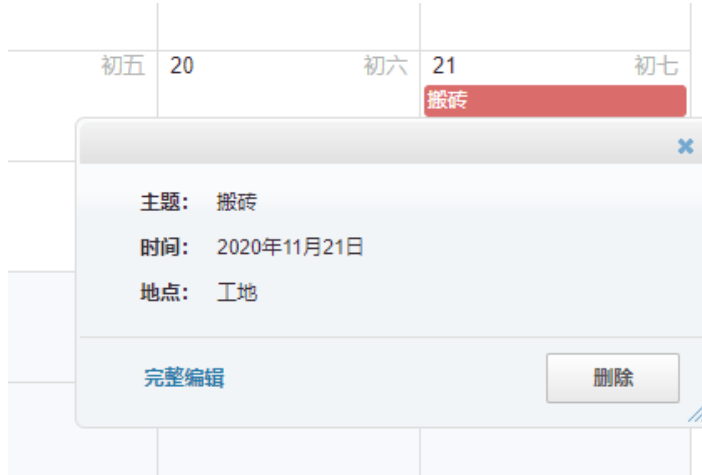 初五 20 初六 21 初七
搬砖
主题： 搬砖
时间： 2020年11月21日
地点： 工地
完整编辑 删除